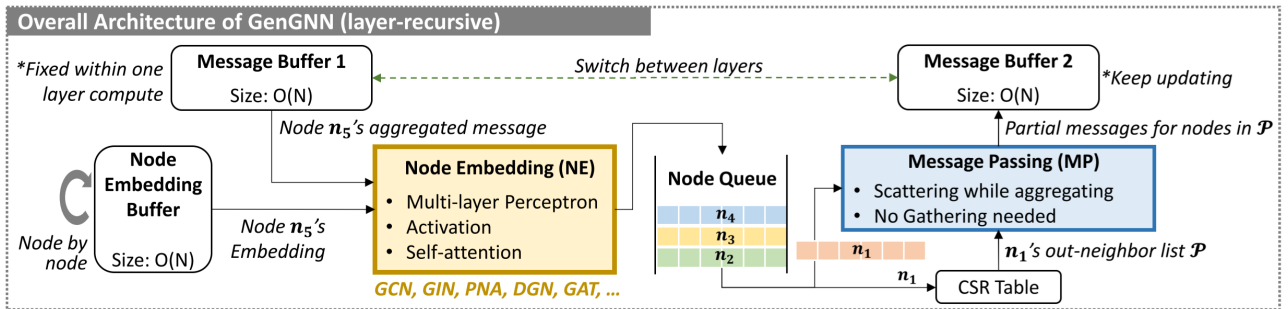 Overall Architecture of GenGNN (layer-recursive)
*Fixed within one
layer compute
Message Buffer 1
Size: O(N)
Switch between layers
Message Buffer 2
Size: O(N)
*Keep updating
Node n₅'s aggregated message
Partial messages for nodes in 𝒫
Node
Embedding
Buffer
Size: O(N)
Node by
node
Node n₅'s
Embedding
Node Embedding (NE)
• Multi-layer Perceptron
• Activation
• Self-attention
GCN, GIN, PNA, DGN, GAT, …
Node Queue
n₄
n₃
n₂
n₁
Message Passing (MP)
• Scattering while aggregating
• No Gathering needed
n₁'s out-neighbor list 𝒫
n₁
CSR Table